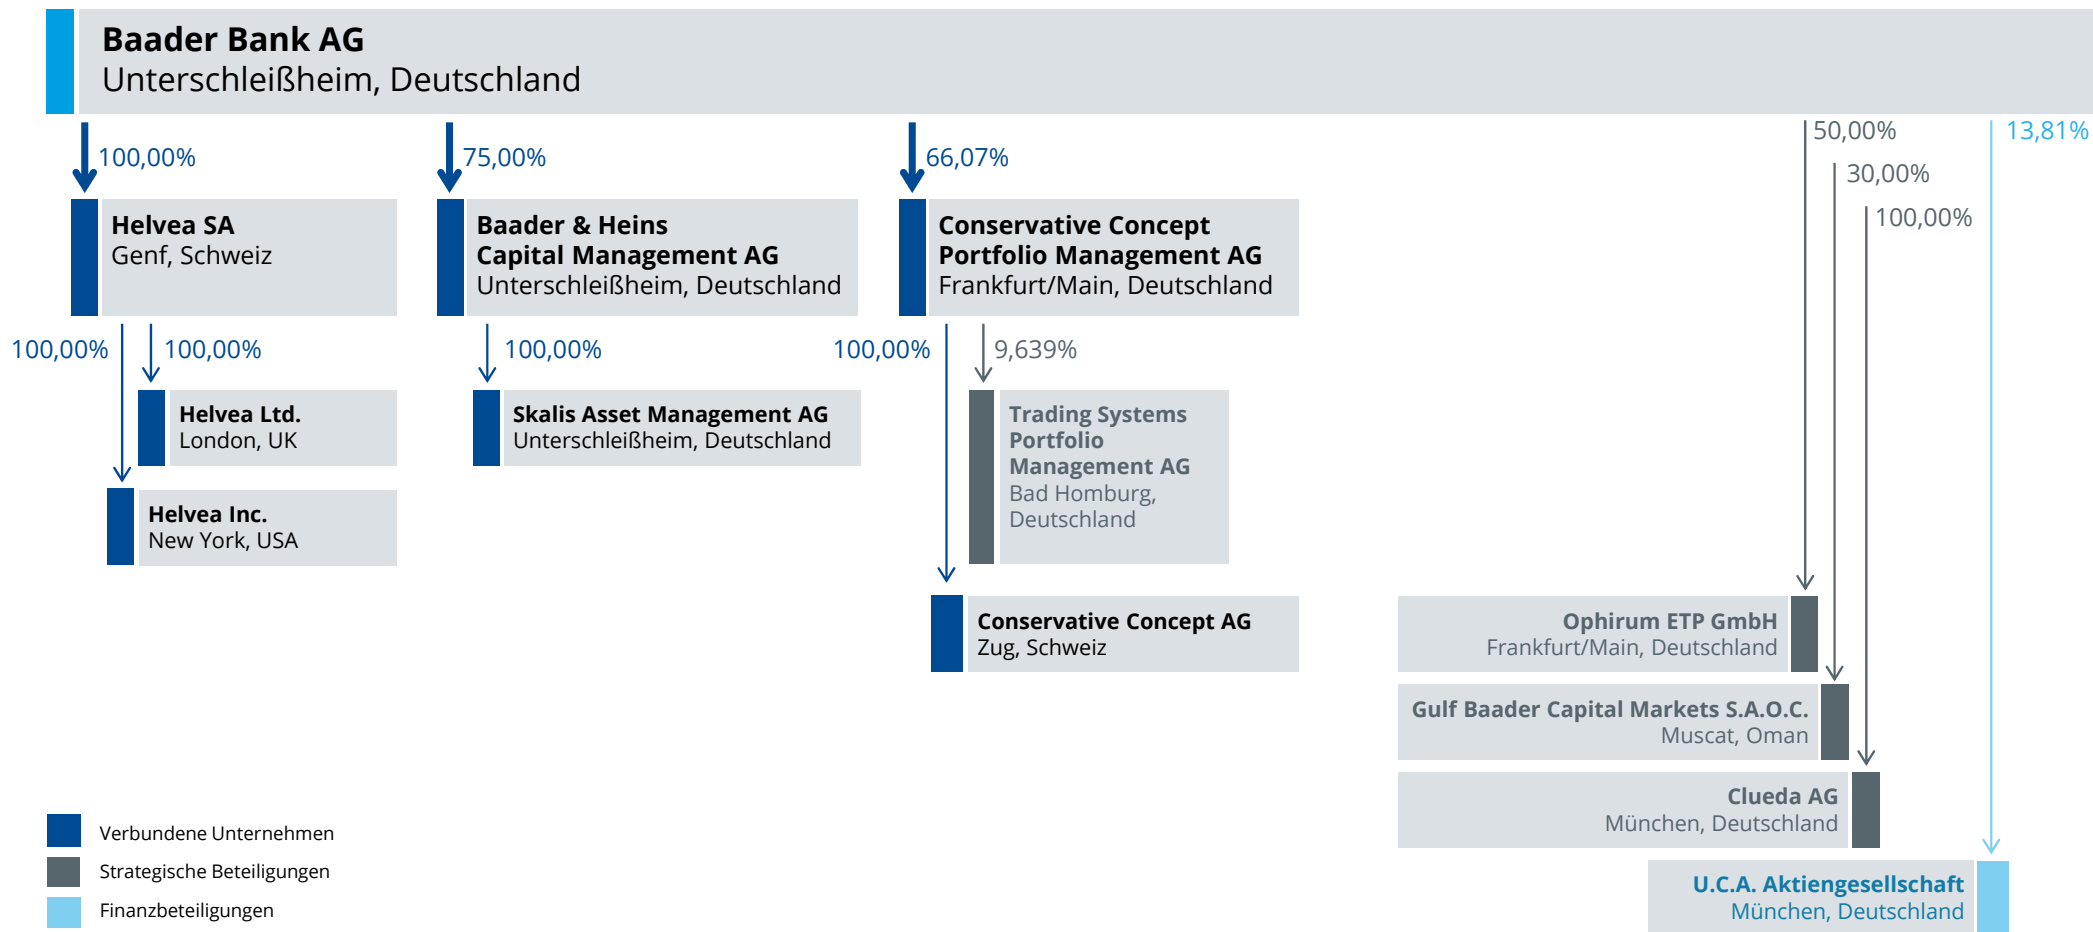 Baader Bank AG
Unterschleißheim, Deutschland
100,00%
75,00%
66,07%
50,00%
13,81%
30,00%
100,00%
Helvea SA
Genf, Schweiz
Baader & Heins
Capital Management AG
Unterschleißheim, Deutschland
Conservative Concept
Portfolio Management AG
Frankfurt/Main, Deutschland
100,00%
100,00%
100,00%
100,00%
9,639%
Helvea Ltd.
London, UK
Skalis Asset Management AG
Unterschleißheim, Deutschland
Trading Systems
Portfolio
Management AG
Bad Homburg,
Deutschland
Helvea Inc.
New York, USA
Conservative Concept AG
Zug, Schweiz
Ophirum ETP GmbH
Frankfurt/Main, Deutschland
Gulf Baader Capital Markets S.A.O.C.
Muscat, Oman
Clueda AG
München, Deutschland
U.C.A. Aktiengesellschaft
München, Deutschland
Verbundene Unternehmen
Strategische Beteiligungen
Finanzbeteiligungen